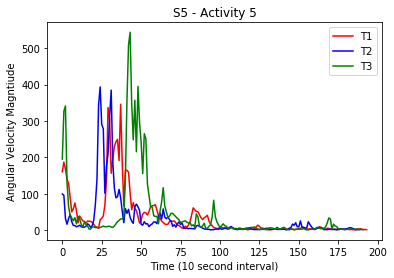 S5 - Activity 5
T1
T2
T3
Angular Velocity Magntiude
500
400
300
200
100
0
0 25 50 75 100 125 150 175 200
Time (10 second interval)